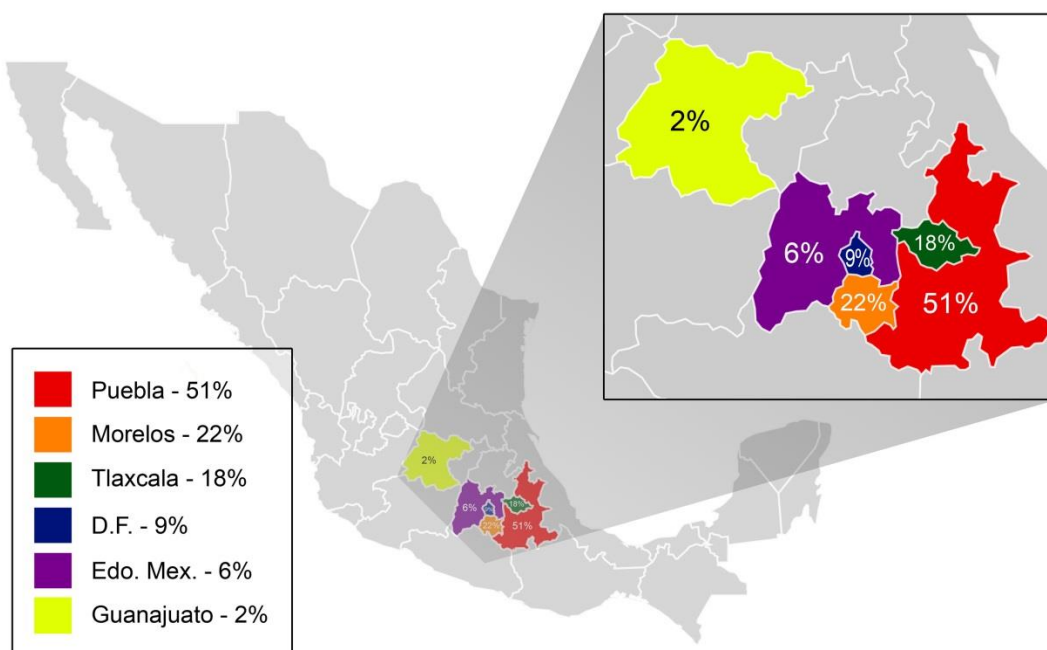 2%
6%
9%
18%
22%
51%
Puebla - 51%
Morelos - 22%
Tlaxcala - 18%
D.F. - 9%
Edo. Mex. - 6%
Guanajuato - 2%
2%
6%
18%
22%
51%